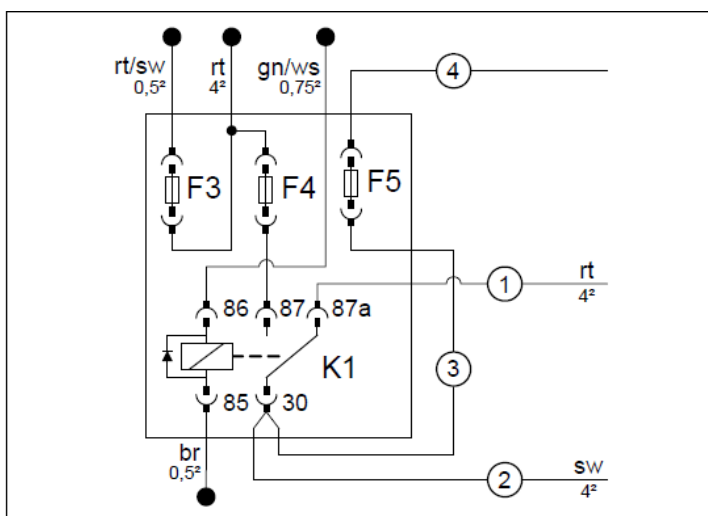 rt/sw
0,5²
rt
4²
gn/ws
0,75²
4
F3
F4
F5
1
rt
4²
86
87
87a
K1
3
85
30
br
0,5²
2
sw
4²